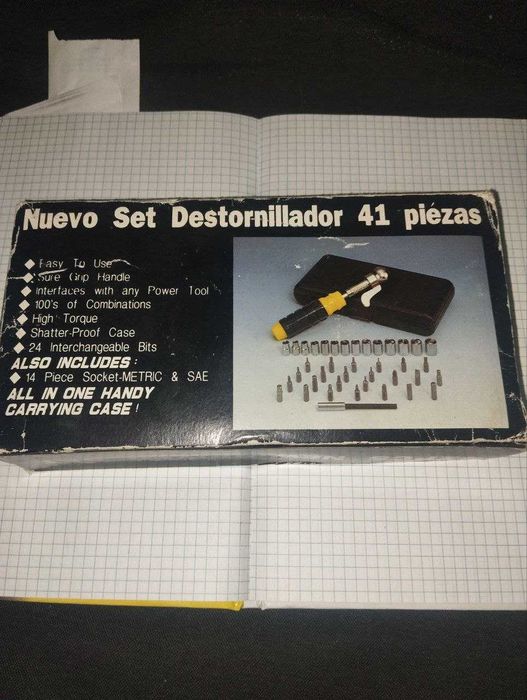 Nuevo Set Destornillador 41 piézas
Easy To Use
Sure Grip Handle
Interfaces with any Power Tool
100's of Combinations
High Torque
Shatter-Proof Case
24 Interchangeable Bits
ALSO INCLUDES:
14 Piece Socket-METRIC & SAE
ALL IN ONE HANDY
CARRYING CASE!